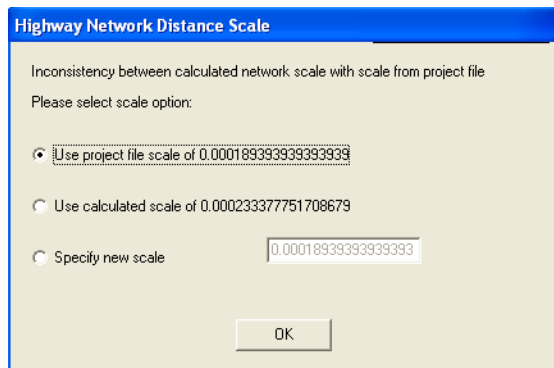 Highway Network Distance Scale
Inconsistency between calculated network scale with scale from project file
Please select scale option:
Use project file scale of 0.000189393939393939
Use calculated scale of 0.000233377751708679
Specify new scale 0.00018939393939393
OK